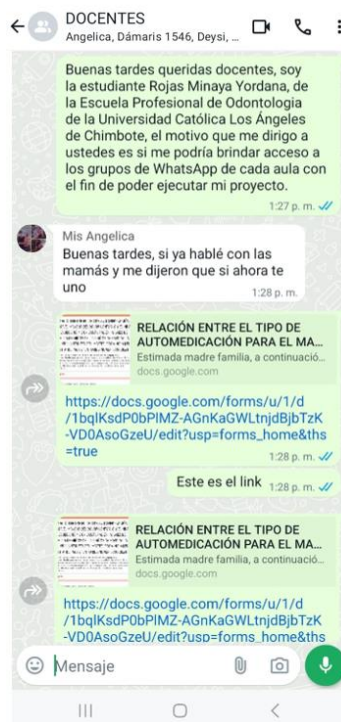 DOCENTES
Angelica, Dámaris 1546, Deysi, ...
Buenas tardes queridas docentes, soy
la estudiante Rojas Minaya Yordana, de
la Escuela Profesional de Odontologia
de la Universidad Católica Los Ángeles
de Chimbote, el motivo que me dirigo a
ustedes es si me podría brindar acceso a
los grupos de WhatsApp de cada aula con
el fin de poder ejecutar mi proyecto.
1:27 p. m.
Mis Angelica
Buenas tardes, si ya hablé con las
mamás y me dijeron que si ahora te
uno
1:28 p. m.
RELACIÓN ENTRE EL TIPO DE
AUTOMEDICACIÓN PARA EL MA...
Estimada madre familia, a continuació...
docs.google.com
https://docs.google.com/forms/u/1/d
/1bqlKsdP0bPlMZ-AGnKaGWLtnjdBjbTzK
-VD0AsoGzeU/edit?usp=forms_home&ths
=true
1:28 p. m.
Este es el link
1:28 p. m.
RELACIÓN ENTRE EL TIPO DE
AUTOMEDICACIÓN PARA EL MA...
Estimada madre familia, a continuació...
docs.google.com
https://docs.google.com/forms/u/1/d
/1bqlKsdP0bPlMZ-AGnKaGWLtnjdBjbTzK
-VD0AsoGzeU/edit?usp=forms_home&ths
Mensaje